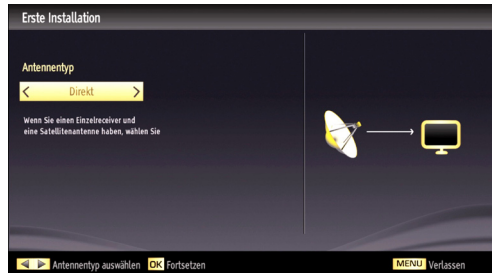 Erste Installation
Antennentyp
Direkt
Wenn Sie einen Einzelreceiver und
eine Satellitenantenne haben, wählen Sie
Antennentyp auswählen OK Fortsetzen
MENU Verlassen